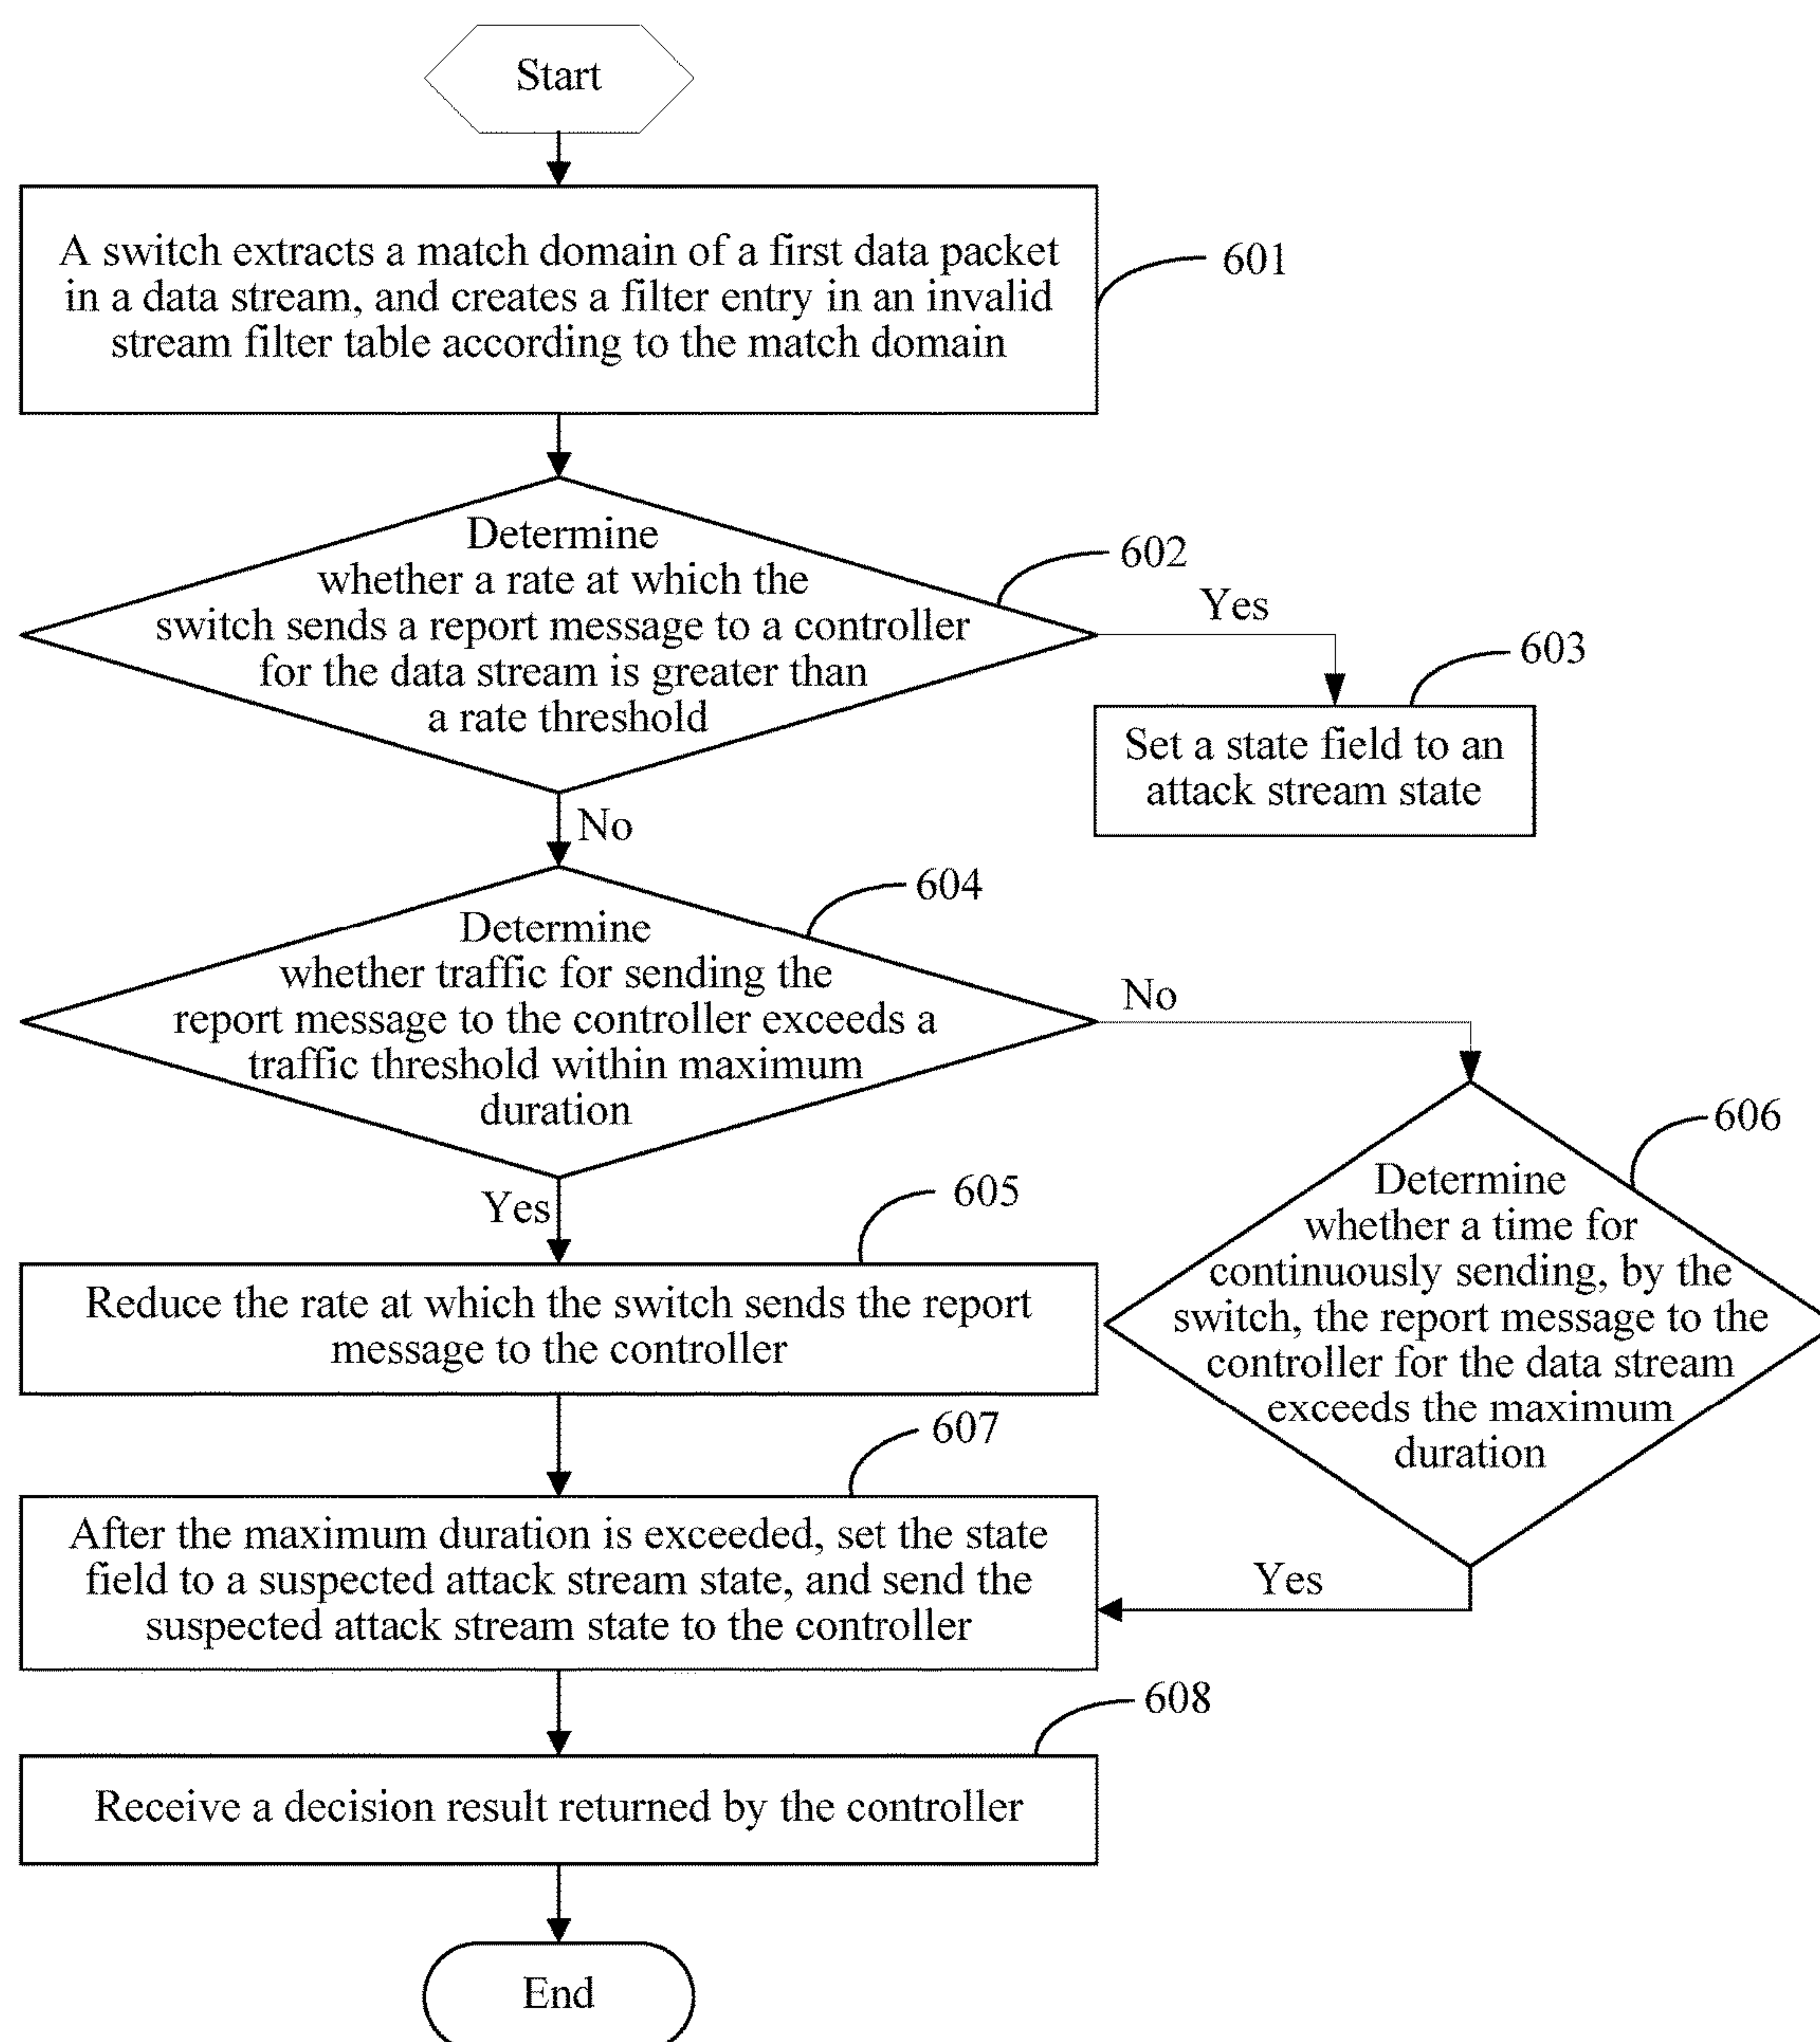 Start
A switch extracts a match domain of a first data packet
in a data stream, and creates a filter entry in an invalid
stream filter table according to the match domain
601
Determine
whether a rate at which the
switch sends a report message to a controller
for the data stream is greater than
a rate threshold
602
Yes
603
Set a state field to an
attack stream state
No
604
Determine
whether traffic for sending the
report message to the controller exceeds a
traffic threshold within maximum
duration
No
606
Determine
whether a time for
continuously sending, by the
switch, the report message to the
controller for the data stream
exceeds the maximum
duration
Yes
605
Reduce the rate at which the switch sends the report
message to the controller
607
After the maximum duration is exceeded, set the state
field to a suspected attack stream state, and send the
suspected attack stream state to the controller
Yes
608
Receive a decision result returned by the controller
End